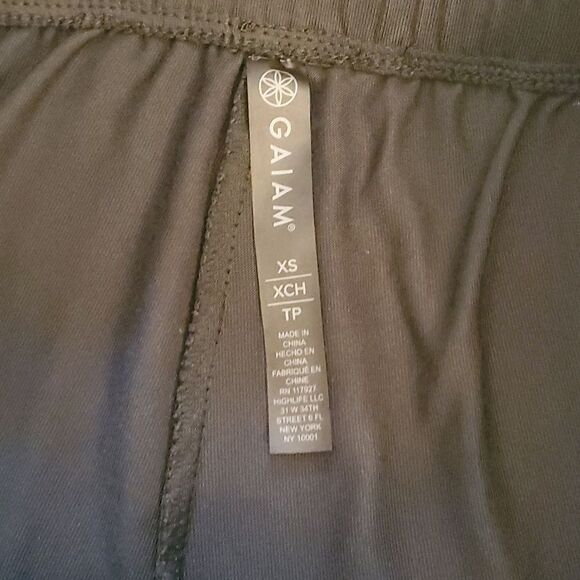 GAIAM®
XS
XCH
TP
MADE IN
CHINA
HECHO EN
CHINA
FABRIQUÉ EN
CHINE
RN 117927
HIGHLIFE LLC
31 W 34TH
STREET 6 FL
NEW YORK
NY 10001